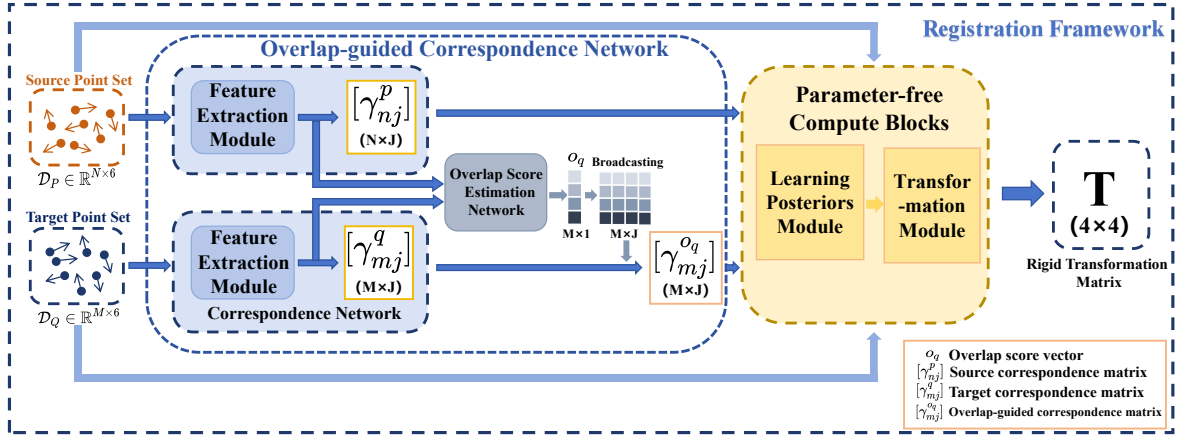 Registration Framework
Overlap-guided Correspondence Network
Source Point Set
𝒟_P ∈ ℝ^{N×6}
Feature
Extraction
Module
[γ^p_{nj}]
(N×J)
Target Point Set
𝒟_Q ∈ ℝ^{M×6}
Feature
Extraction
Module
[γ^q_{mj}]
(M×J)
Correspondence Network
Overlap Score
Estimation
Network
o_q
M×1
Broadcasting
M×J
[γ^{o_q}_{mj}]
(M×J)
Parameter-free
Compute Blocks
Learning
Posteriors
Module
Transfor
-mation
Module
T
(4×4)
Rigid Transformation
Matrix
o_q Overlap score vector
[γ^p_{nj}] Source correspondence matrix
[γ^q_{mj}] Target correspondence matrix
[γ^{o_q}_{mj}] Overlap-guided correspondence matrix